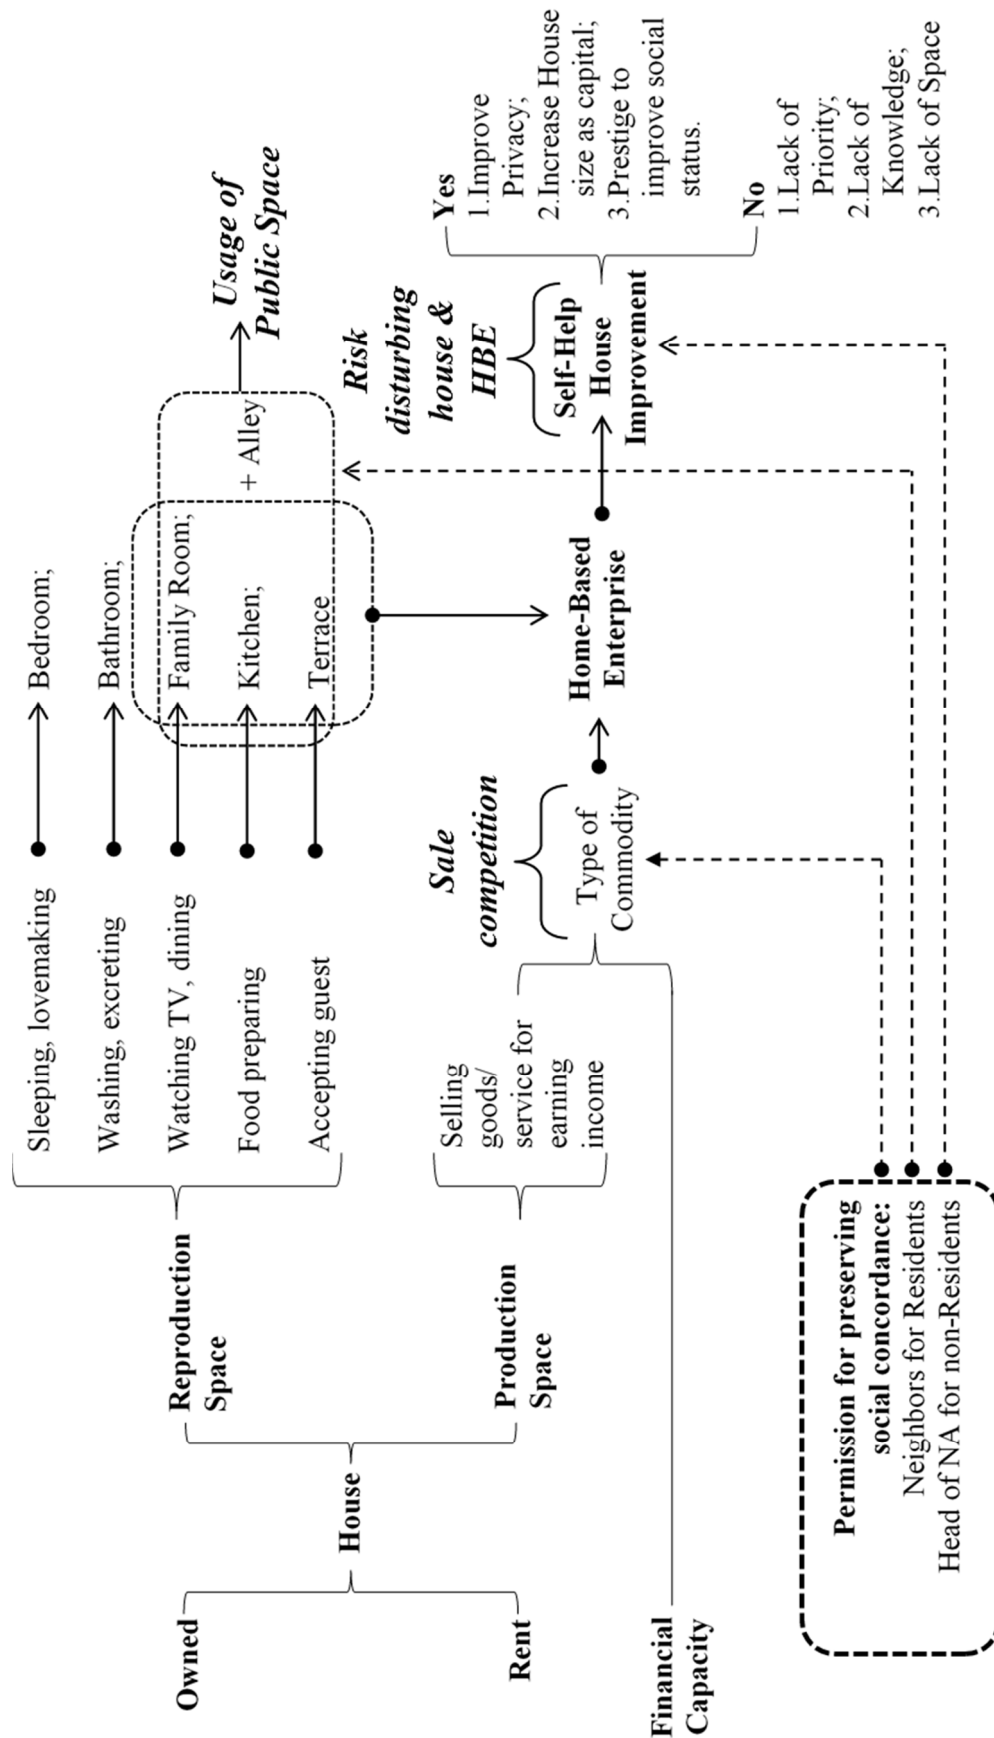 Owned
Rent
House
Financial
Capacity
Reproduction
Space
Production
Space
Sleeping, lovemaking
Washing, excreting
Watching TV, dining
Food preparing
Accepting guest
Bedroom;
Bathroom;
Family Room;
Kitchen;
Terrace
+ Alley
Usage of
Public Space
Selling
goods/
service for
earning
income
Sale
competition
Type of
Commodity
Home-Based
Enterprise
Risk
disturbing
house &
HBE
Self-Help
House
Improvement
Yes
1.Improve
Privacy;
2.Increase House
size as capital;
3.Prestige to
improve social
status.
No
1.Lack of
Priority;
2.Lack of
Knowledge;
3.Lack of Space
Permission for preserving
social concordance:
Neighbors for Residents
Head of NA for non-Residents